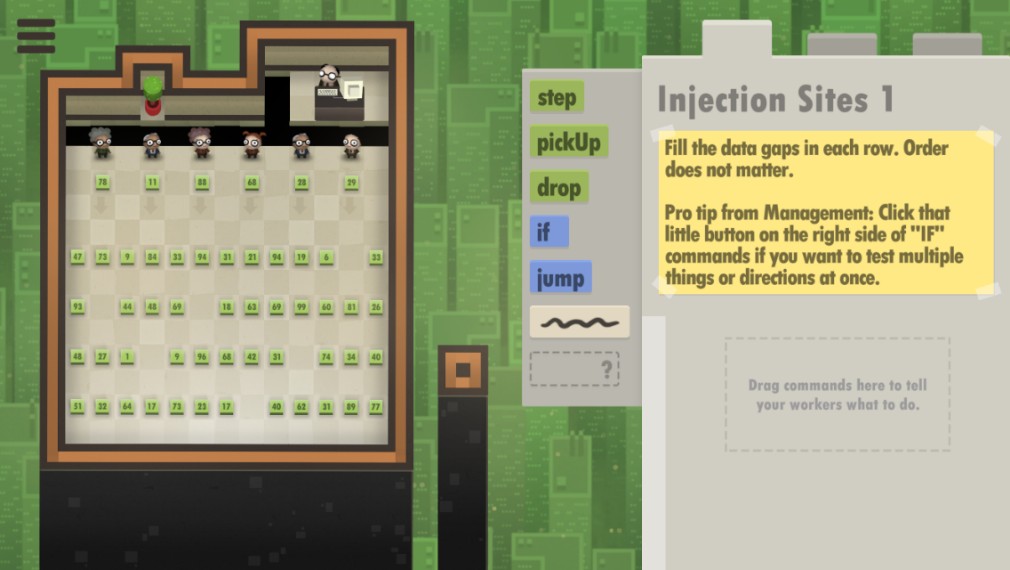 Injection Sites 1
Fill the data gaps in each row. Order
does not matter.
Pro tip from Management: Click that
little button on the right side of "IF"
commands if you want to test multiple
things or directions at once.
step
pickUp
drop
if
jump
?
Drag commands here to tell
your workers what to do.
78 11 88 68 28 29
47 73 9 84 33 94 31 21 94 19 6 33
93 44 48 69 18 63 69 99 60 81 26
48 27 1 9 96 68 42 31 74 34 40
31 32 64 17 73 23 17 40 62 31 89 77